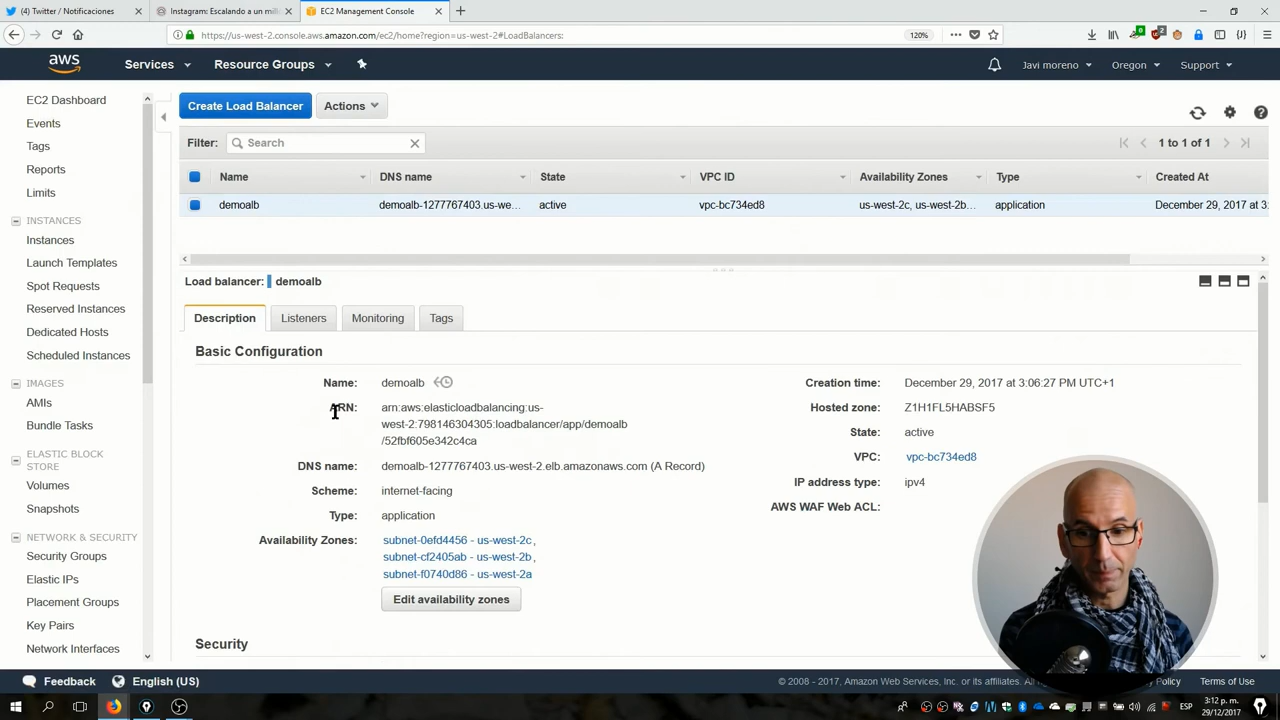 (4) Twitter / Notificaciones
Instagram: Escalando a un mill
EC2 Management Console
https://us-west-2.console.aws.amazon.com/ec2/home?region=us-west-2#LoadBalancers:
120%
aws
Services
Resource Groups
Javi moreno
Oregon
Support
EC2 Dashboard
Events
Tags
Reports
Limits
INSTANCES
Instances
Launch Templates
Spot Requests
Reserved Instances
Dedicated Hosts
Scheduled Instances
IMAGES
AMIs
Bundle Tasks
ELASTIC BLOCK
STORE
Volumes
Snapshots
NETWORK & SECURITY
Security Groups
Elastic IPs
Placement Groups
Key Pairs
Network Interfaces
Create Load Balancer
Actions
Filter:
Search
1 to 1 of 1
Name
DNS name
State
VPC ID
Availability Zones
Type
Created At
demoalb
demoalb-1277767403.us-we...
active
vpc-bc734ed8
us-west-2c, us-west-2b...
application
December 29, 2017 at 3:
Load balancer:
demoalb
Description
Listeners
Monitoring
Tags
Basic Configuration
Name:
demoalb
ARN:
arn:aws:elasticloadbalancing:us-
west-2:798146304305:loadbalancer/app/demoalb
/52fbf605e342c4ca
DNS name:
demoalb-1277767403.us-west-2.elb.amazonaws.com (A Record)
Scheme:
internet-facing
Type:
application
Availability Zones:
subnet-0efd4456 - us-west-2c,
subnet-cf2405ab - us-west-2b,
subnet-f0740d86 - us-west-2a
Edit availability zones
Creation time:
December 29, 2017 at 3:06:27 PM UTC+1
Hosted zone:
Z1H1FL5HABSF5
State:
active
VPC:
vpc-bc734ed8
IP address type:
ipv4
AWS WAF Web ACL:
Security
Feedback
English (US)
© 2008 - 2017, Amazon Web Services, Inc. or its affiliates. All
Policy
Terms of Use
ESP
3:12 p. m.
29/12/2017